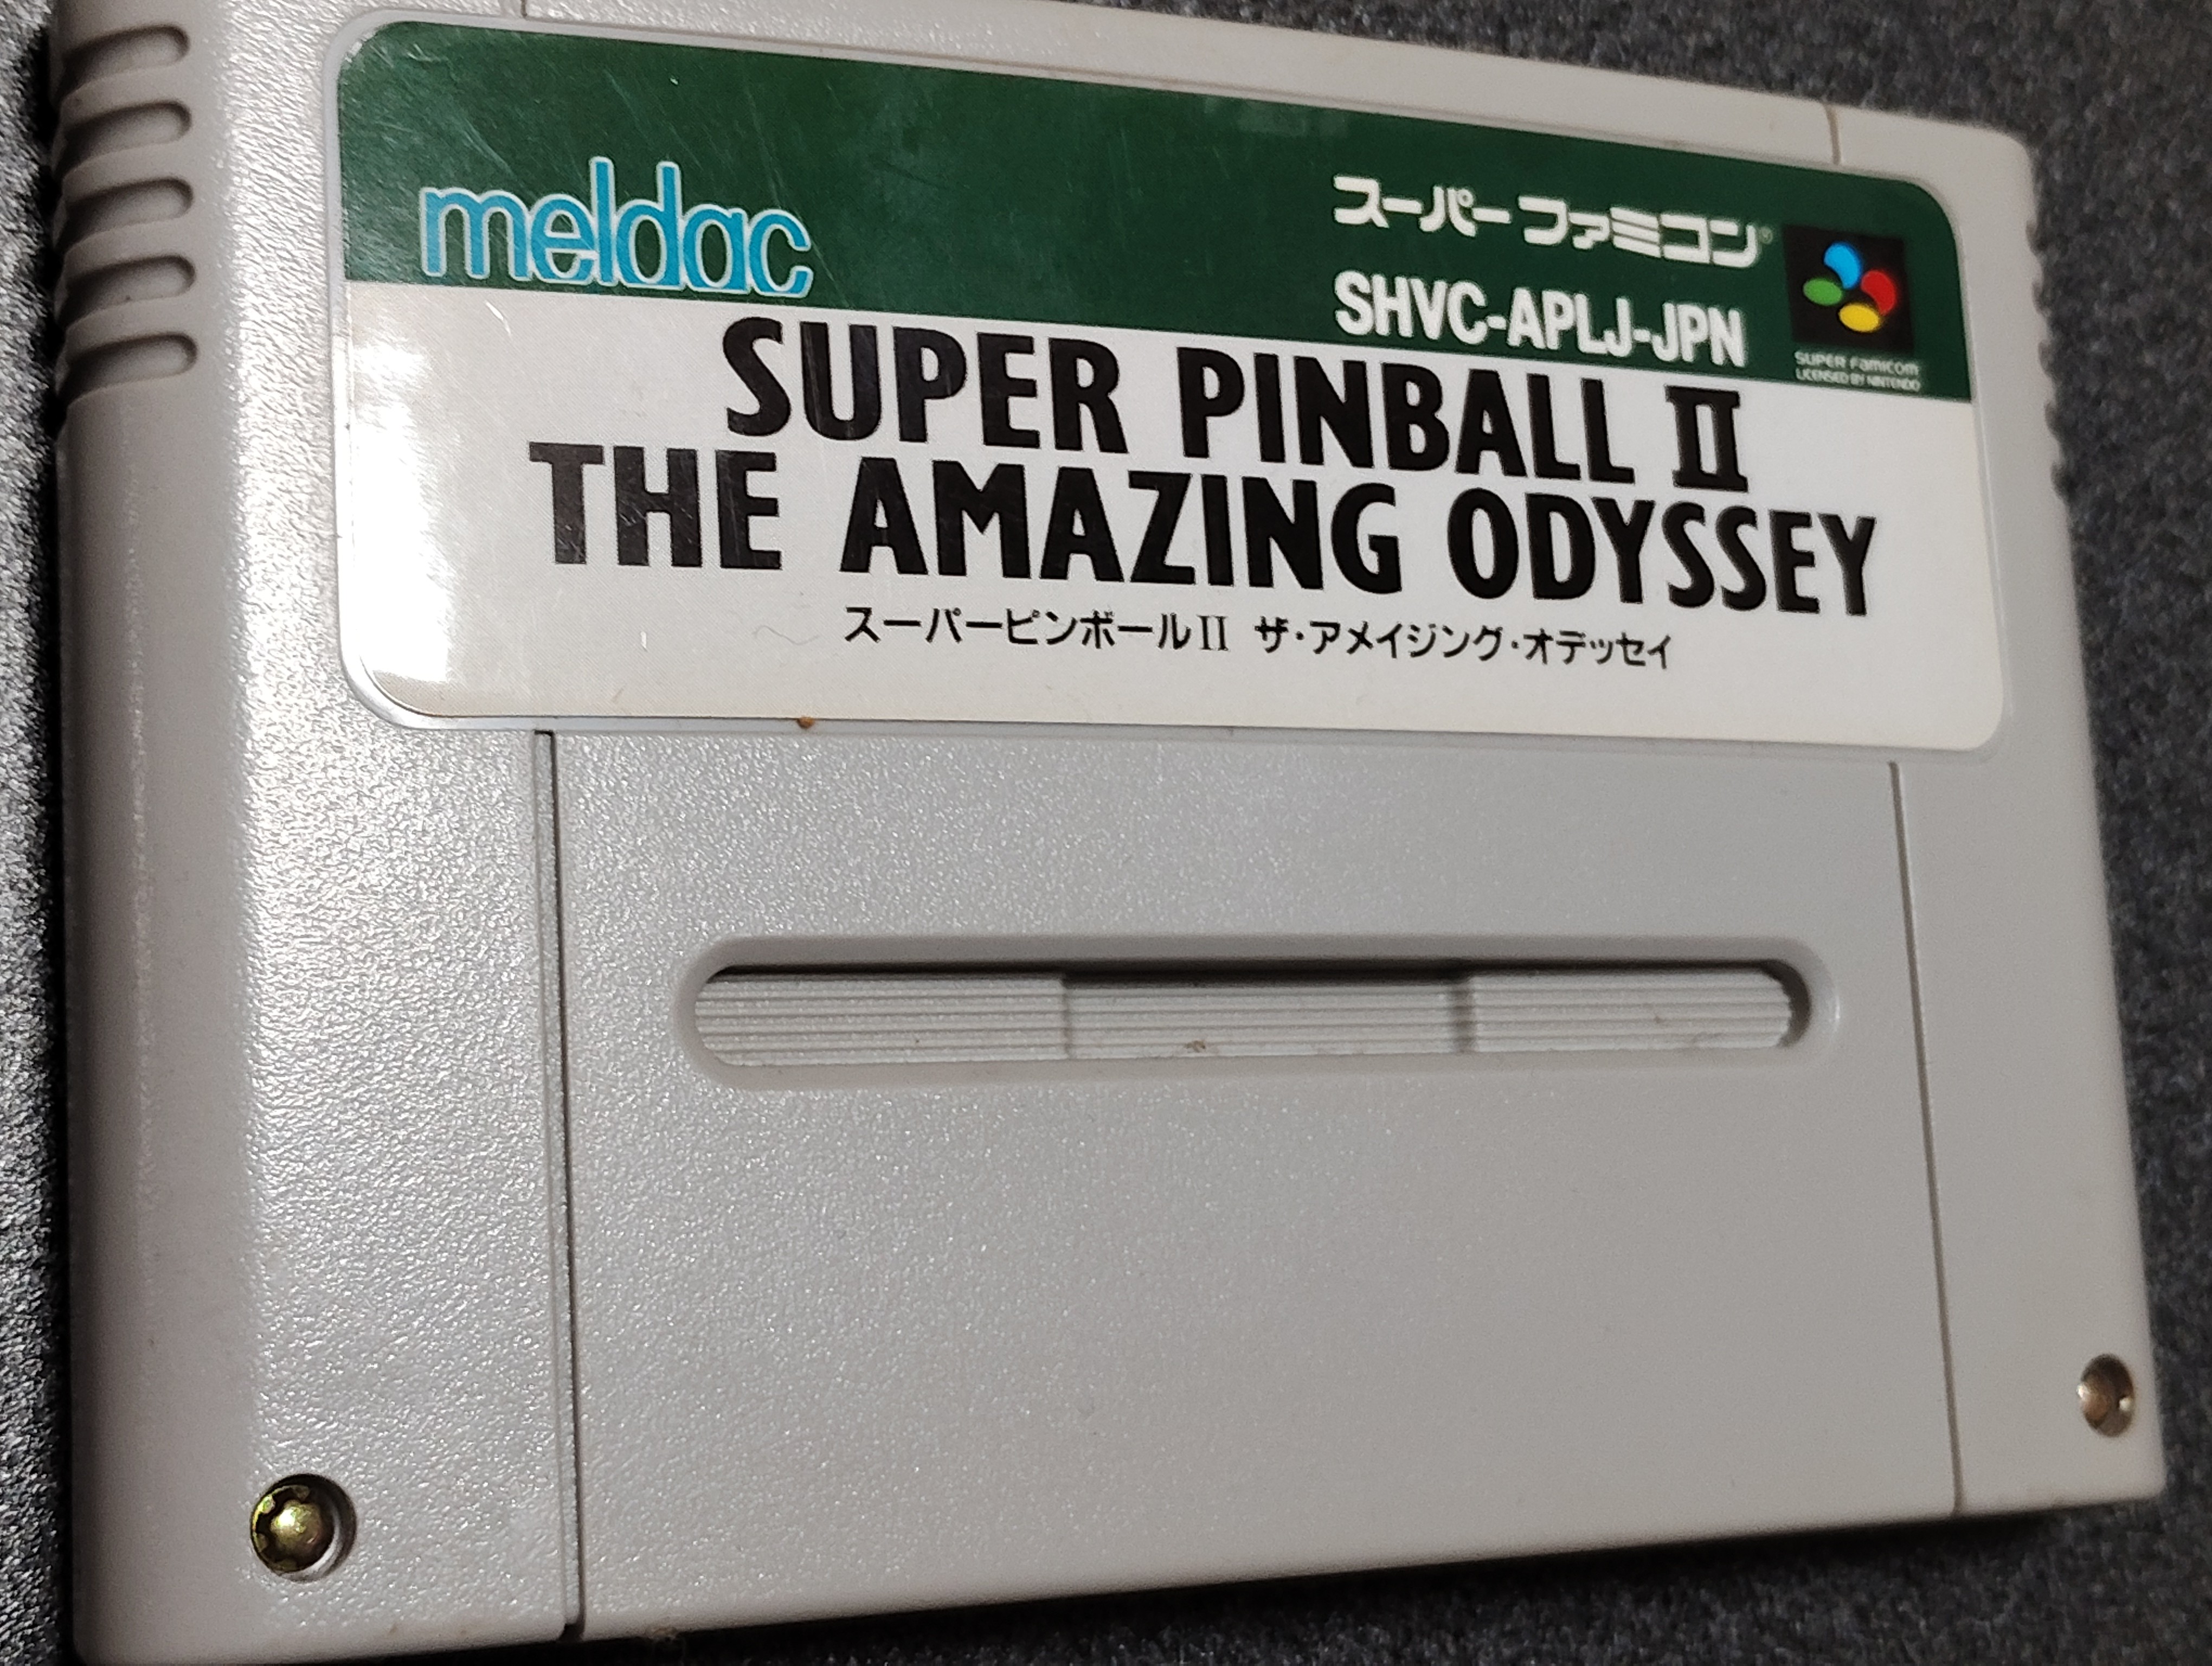 meldac
スーパーファミコン®
SHVC-APLJ-JPN
SUPER Famicom
LICENSED BY NINTENDO
SUPER PINBALL II
THE AMAZING ODYSSEY
スーパーピンボールII ザ・アメイジング・オデッセイ